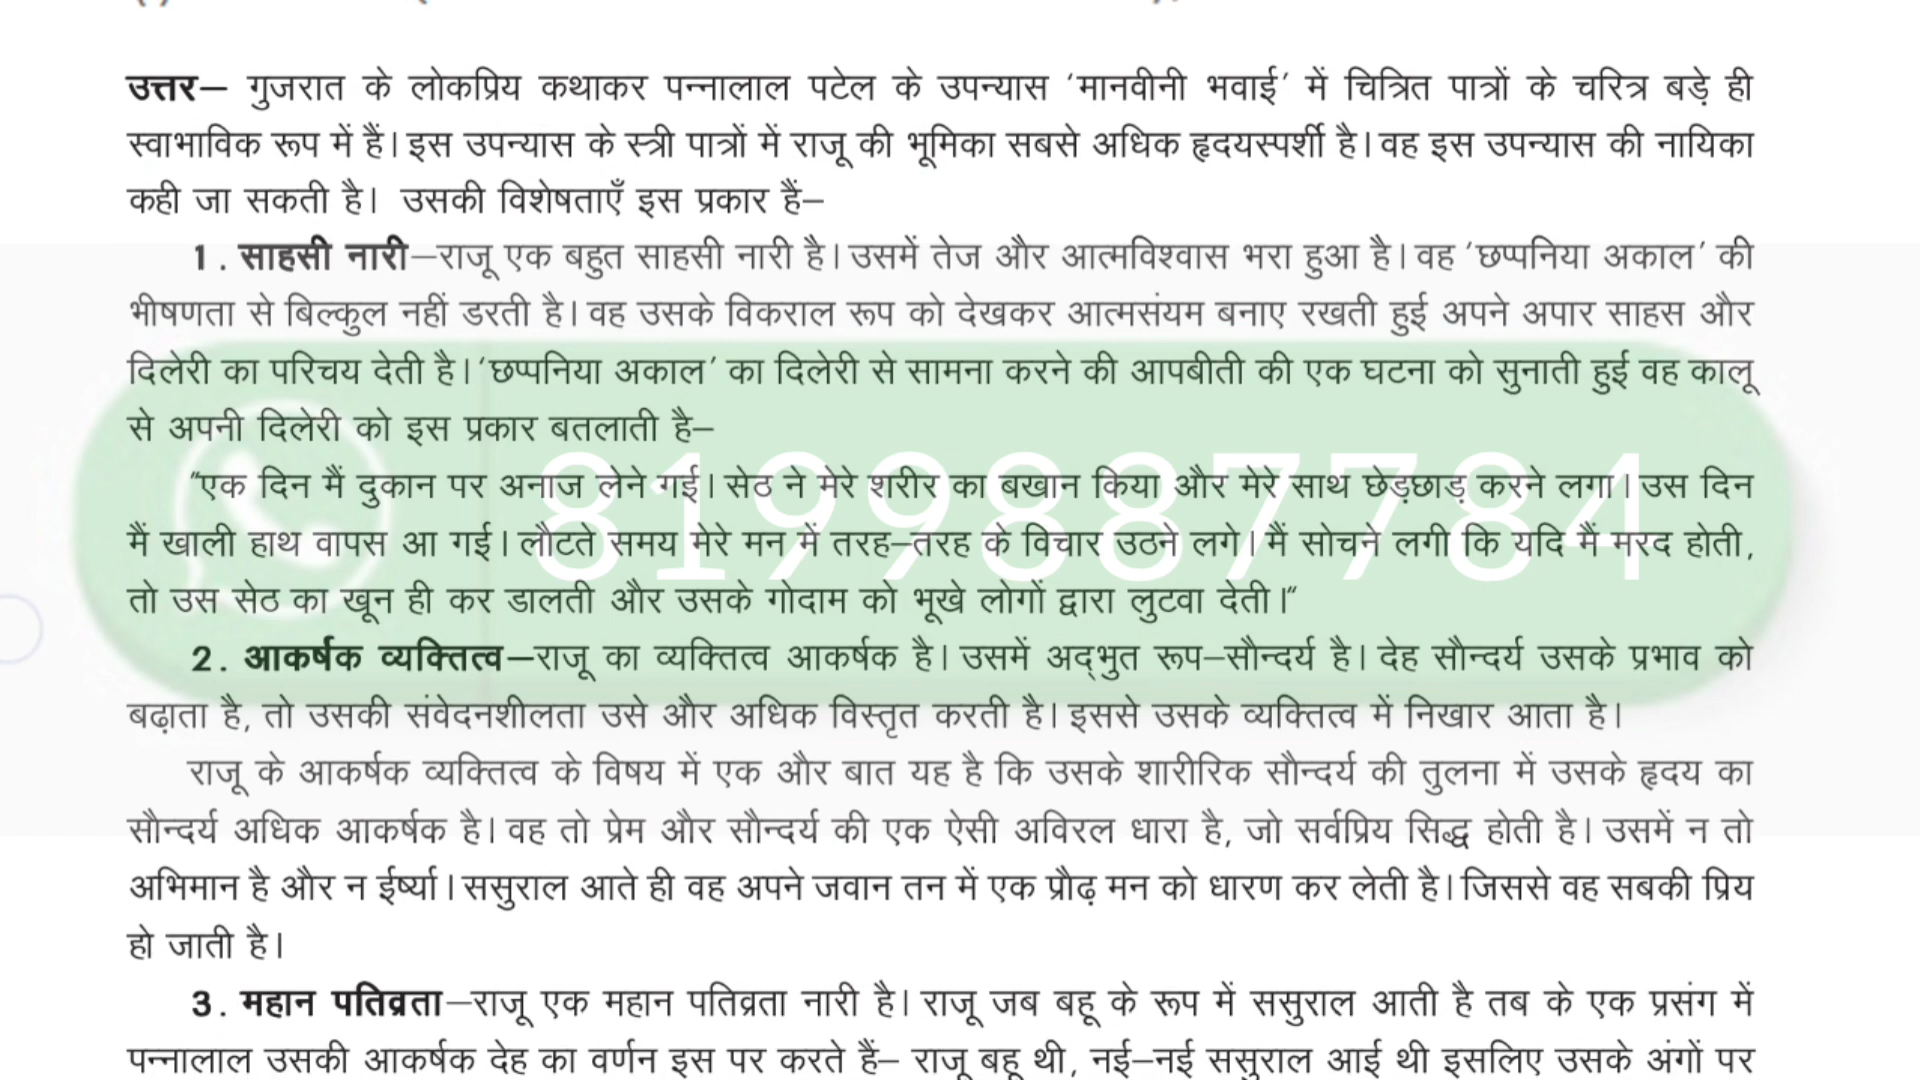 उत्तर– गुजरात के लोकप्रिय कथाकर पन्नालाल पटेल के उपन्यास ‘मानवीनी भवाई’ में चित्रित पात्रों के चरित्र बड़े ही
स्वाभाविक रूप में हैं। इस उपन्यास के स्त्री पात्रों में राजू की भूमिका सबसे अधिक हृदयस्पर्शी है। वह इस उपन्यास की नायिका
कही जा सकती है। उसकी विशेषताएँ इस प्रकार हैं–
1. साहसी नारी–राजू एक बहुत साहसी नारी है। उसमें तेज और आत्मविश्वास भरा हुआ है। वह ‘छप्पनिया अकाल’ की
भीषणता से बिल्कुल नहीं डरती है। वह उसके विकराल रूप को देखकर आत्मसंयम बनाए रखती हुई अपने अपार साहस और
दिलेरी का परिचय देती है। ‘छप्पनिया अकाल’ का दिलेरी से सामना करने की आपबीती की एक घटना को सुनाती हुई वह कालू
से अपनी दिलेरी को इस प्रकार बतलाती है–
“एक दिन मैं दुकान पर अनाज लेने गई। सेठ ने मेरे शरीर का बखान किया और मेरे साथ छेड़छाड़ करने लगा। उस दिन
8199887784
मैं खाली हाथ वापस आ गई। लौटते समय मेरे मन में तरह–तरह के विचार उठने लगे। मैं सोचने लगी कि यदि मैं मरद होती,
तो उस सेठ का खून ही कर डालती और उसके गोदाम को भूखे लोगों द्वारा लुटवा देती।”
2. आकर्षक व्यक्तित्व–राजू का व्यक्तित्व आकर्षक है। उसमें अद्भुत रूप–सौन्दर्य है। देह सौन्दर्य उसके प्रभाव को
बढ़ाता है, तो उसकी संवेदनशीलता उसे और अधिक विस्तृत करती है। इससे उसके व्यक्तित्व में निखार आता है।
राजू के आकर्षक व्यक्तित्व के विषय में एक और बात यह है कि उसके शारीरिक सौन्दर्य की तुलना में उसके हृदय का
सौन्दर्य अधिक आकर्षक है। वह तो प्रेम और सौन्दर्य की एक ऐसी अविरल धारा है, जो सर्वप्रिय सिद्ध होती है। उसमें न तो
अभिमान है और न ईर्ष्या। ससुराल आते ही वह अपने जवान तन में एक प्रौढ़ मन को धारण कर लेती है। जिससे वह सबकी प्रिय
हो जाती है।
3. महान पतिव्रता–राजू एक महान पतिव्रता नारी है। राजू जब बहू के रूप में ससुराल आती है तब के एक प्रसंग में
पन्नालाल उसकी आकर्षक देह का वर्णन इस पर करते हैं– राजू बहू थी, नई–नई ससुराल आई थी इसलिए उसके अंगों पर